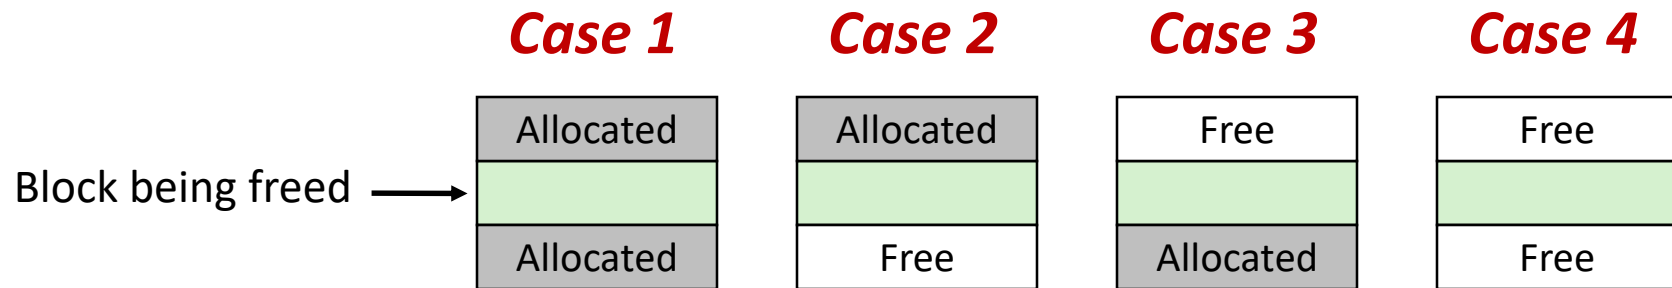 Case 1 Case 2 Case 3 Case 4
Allocated Allocated Free Free
Block being freed
Allocated Free Allocated Free